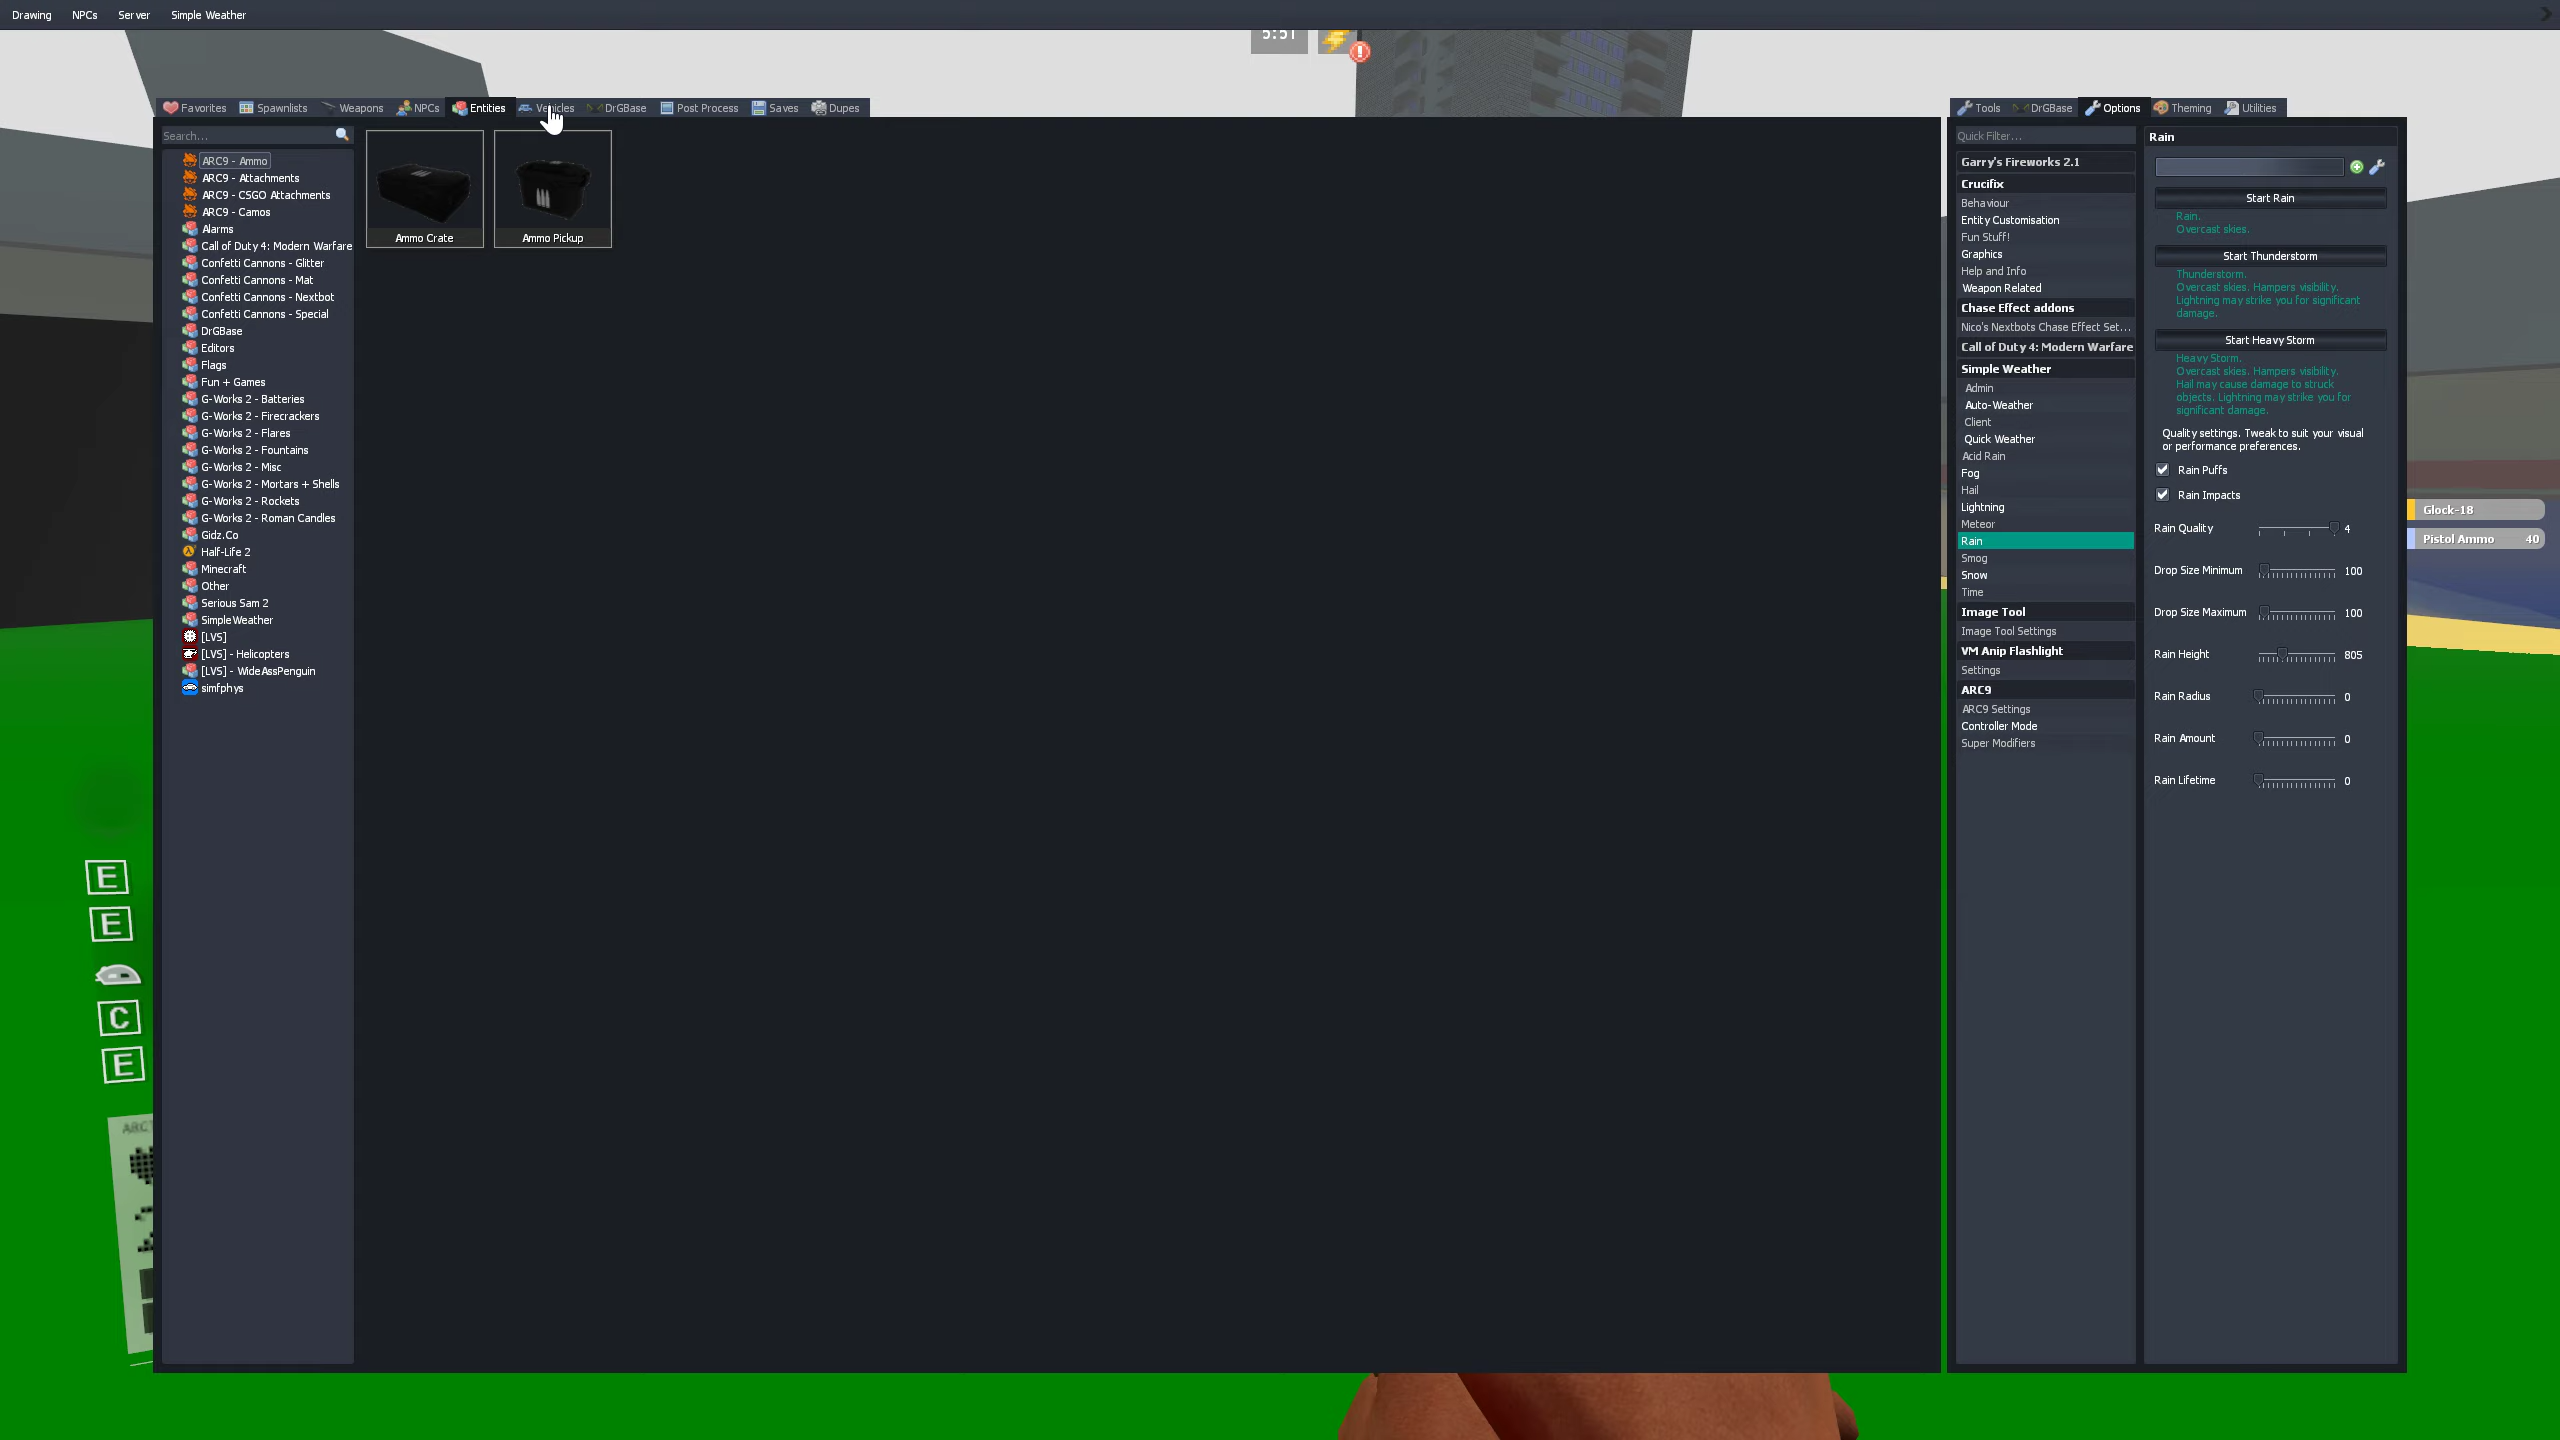 Drawing NPCs Server Simple Weather
5:51
Favorites Spawnlists Weapons NPCs Entities Vehicles DrGBase Post Process Saves Dupes
Search...
ARC9 - Ammo
ARC9 - Attachments
ARC9 - CSGO Attachments
ARC9 - Camos
Alarms
Call of Duty 4: Modern Warfare
Confetti Cannons - Glitter
Confetti Cannons - Mat
Confetti Cannons - Nextbot
Confetti Cannons - Special
DrGBase
Editors
Flags
Fun + Games
G-Works 2 - Batteries
G-Works 2 - Firecrackers
G-Works 2 - Flares
G-Works 2 - Fountains
G-Works 2 - Misc
G-Works 2 - Mortars + Shells
G-Works 2 - Rockets
G-Works 2 - Roman Candles
Gidz.Co
Half-Life 2
Minecraft
Other
Serious Sam 2
SimpleWeather
[LVS]
[LVS] - Helicopters
[LVS] - WideAssPenguin
simfphys
Ammo Crate
Ammo Pickup
Tools DrGBase Options Theming Utilities
Quick Filter...
Garry's Fireworks 2.1
Crucifix
Behaviour
Entity Customisation
Fun Stuff!
Graphics
Help and Info
Weapon Related
Chase Effect addons
Nico's Nextbots Chase Effect Set...
Call of Duty 4: Modern Warfare
Simple Weather
Admin
Auto-Weather
Client
Quick Weather
Acid Rain
Fog
Hail
Lightning
Meteor
Rain
Smog
Snow
Time
Image Tool
Image Tool Settings
VM Anip Flashlight
Settings
ARC9
ARC9 Settings
Controller Mode
Super Modifiers
Rain
Start Rain
Rain.
Overcast skies.
Start Thunderstorm
Thunderstorm.
Overcast skies. Hampers visibility.
Lightning may strike you for significant
damage.
Start Heavy Storm
Heavy Storm.
Overcast skies. Hampers visibility.
Hail may cause damage to struck
objects. Lightning may strike you for
significant damage.
Quality settings. Tweak to suit your visual
or performance preferences.
Rain Puffs
Rain Impacts
Rain Quality 4
Drop Size Minimum 100
Drop Size Maximum 100
Rain Height 805
Rain Radius 0
Rain Amount 0
Rain Lifetime 0
Glock-18
Pistol Ammo 40
E
E
C
E